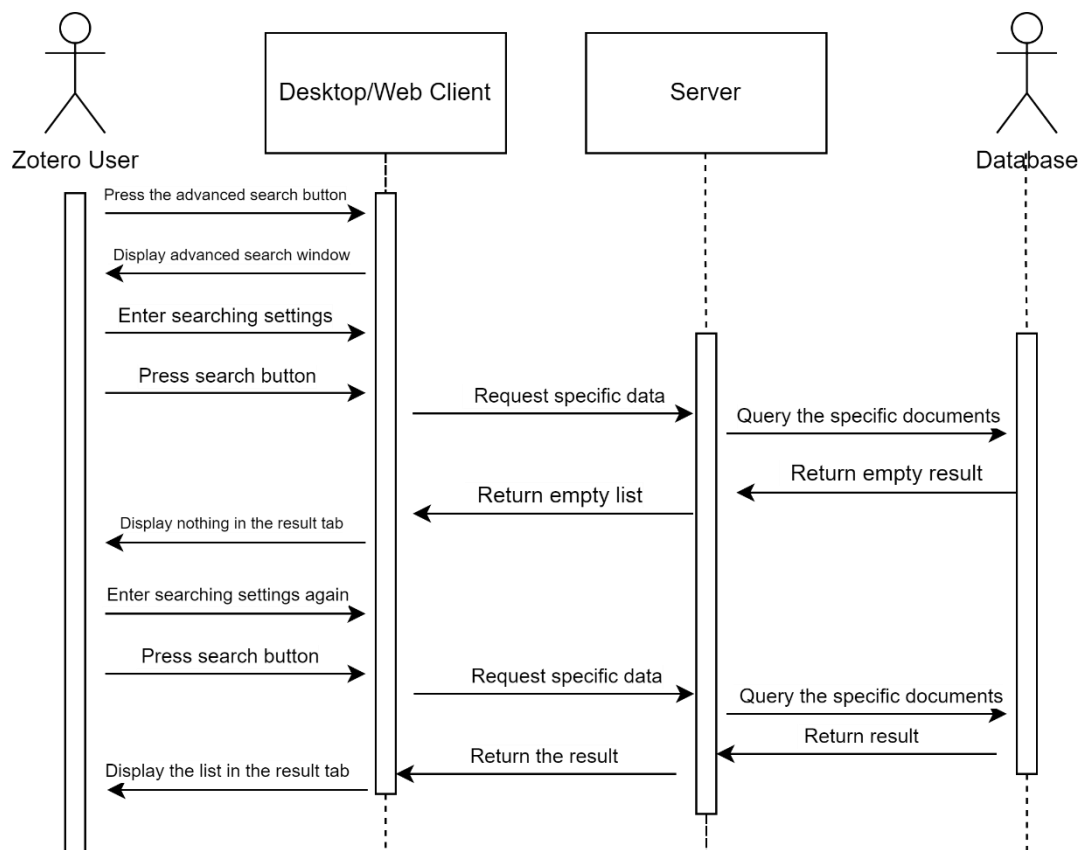 Desktop/Web Client
Server
Zotero User
Database
Press the advanced search button
Display advanced search window
Enter searching settings
Press search button
Request specific data
Query the specific documents
Return empty result
Return empty list
Display nothing in the result tab
Enter searching settings again
Press search button
Request specific data
Query the specific documents
Return result
Return the result
Display the list in the result tab